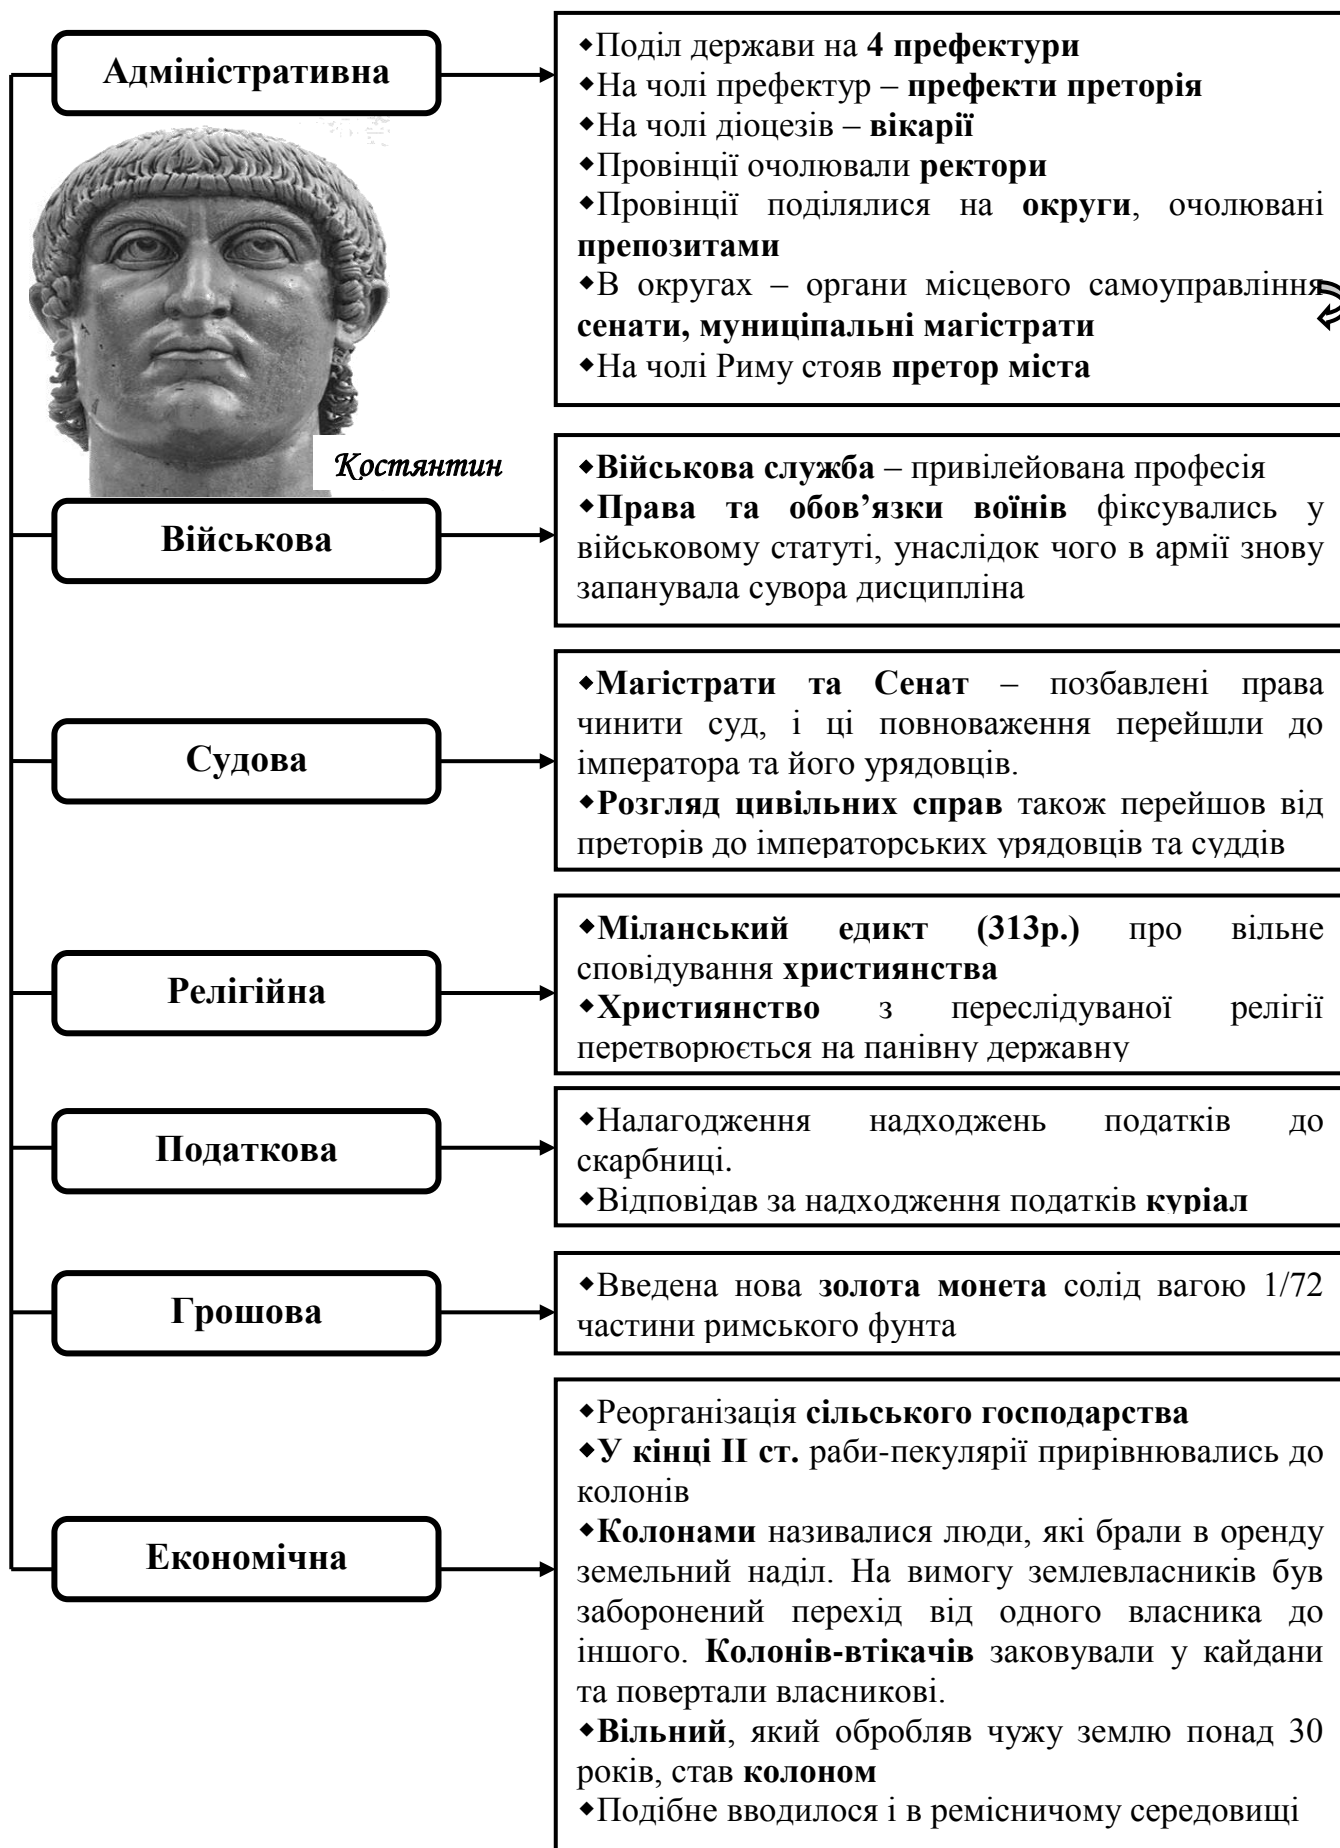 Адміністративна
◆Поділ держави на 4 префектури
◆На чолі префектур – префекти преторія
◆На чолі діоцезів – вікарії
◆Провінції очолювали ректори
◆Провінції поділялися на округи, очолювані
препозитами
◆В округах – органи місцевого самоуправління
сенати, муніципальні магістрати
◆На чолі Риму стояв претор міста
Костянтин
Військова
◆Військова служба – привілейована професія
◆Права та обов’язки воїнів фіксувались у
військовому статуті, унаслідок чого в армії знову
запанувала сувора дисципліна
Судова
◆Магістрати та Сенат – позбавлені права
чинити суд, і ці повноваження перейшли до
імператора та його урядовців.
◆Розгляд цивільних справ також перейшов від
преторів до імператорських урядовців та суддів
Релігійна
◆Міланський едикт (313р.) про вільне
сповідування християнства
◆Християнство з переслідуваної релігії
перетворюється на панівну державну
Податкова
◆Налагодження надходжень податків до
скарбниці.
◆Відповідав за надходження податків куріал
Грошова
◆Введена нова золота монета солід вагою 1/72
частини римського фунта
Економічна
◆Реорганізація сільського господарства
◆У кінці ІІ ст. раби-пекулярії прирівнювались до
колонів
◆Колонами називалися люди, які брали в оренду
земельний наділ. На вимогу землевласників був
заборонений перехід від одного власника до
іншого. Колонів-втікачів заковували у кайдани
та повертали власникові.
◆Вільний, який обробляв чужу землю понад 30
років, став колоном
◆Подібне вводилося і в ремісничому середовищі